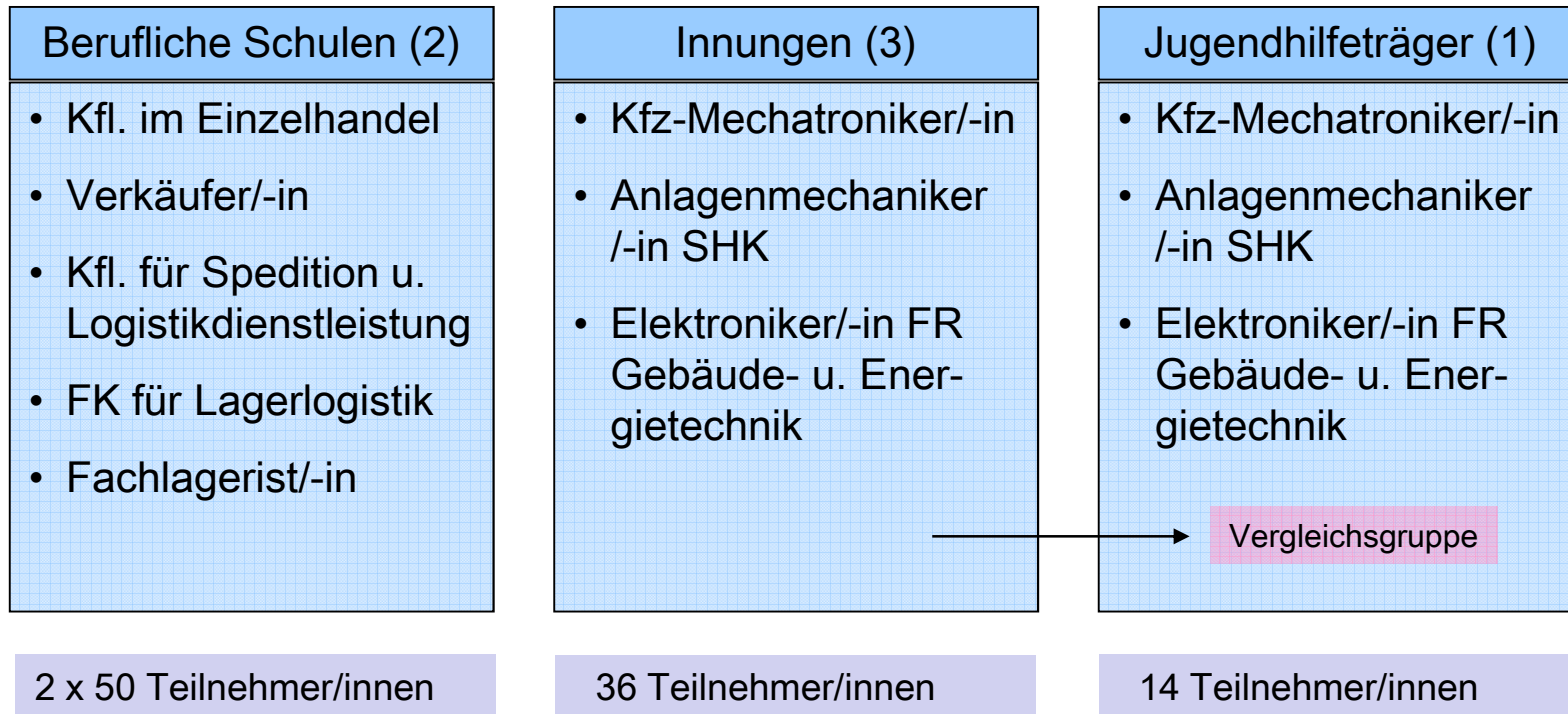 Berufliche Schulen (2)
• Kfl. im Einzelhandel
• Verkäufer/-in
• Kfl. für Spedition u.
Logistikdienstleistung
• FK für Lagerlogistik
• Fachlagerist/-in
2 x 50 Teilnehmer/innen
Innungen (3)
• Kfz-Mechatroniker/-in
• Anlagenmechaniker
/-in SHK
• Elektroniker/-in FR
Gebäude- u. Ener-
gietechnik
36 Teilnehmer/innen
Jugendhilfeträger (1)
• Kfz-Mechatroniker/-in
• Anlagenmechaniker
/-in SHK
• Elektroniker/-in FR
Gebäude- u. Ener-
gietechnik
Vergleichsgruppe
14 Teilnehmer/innen